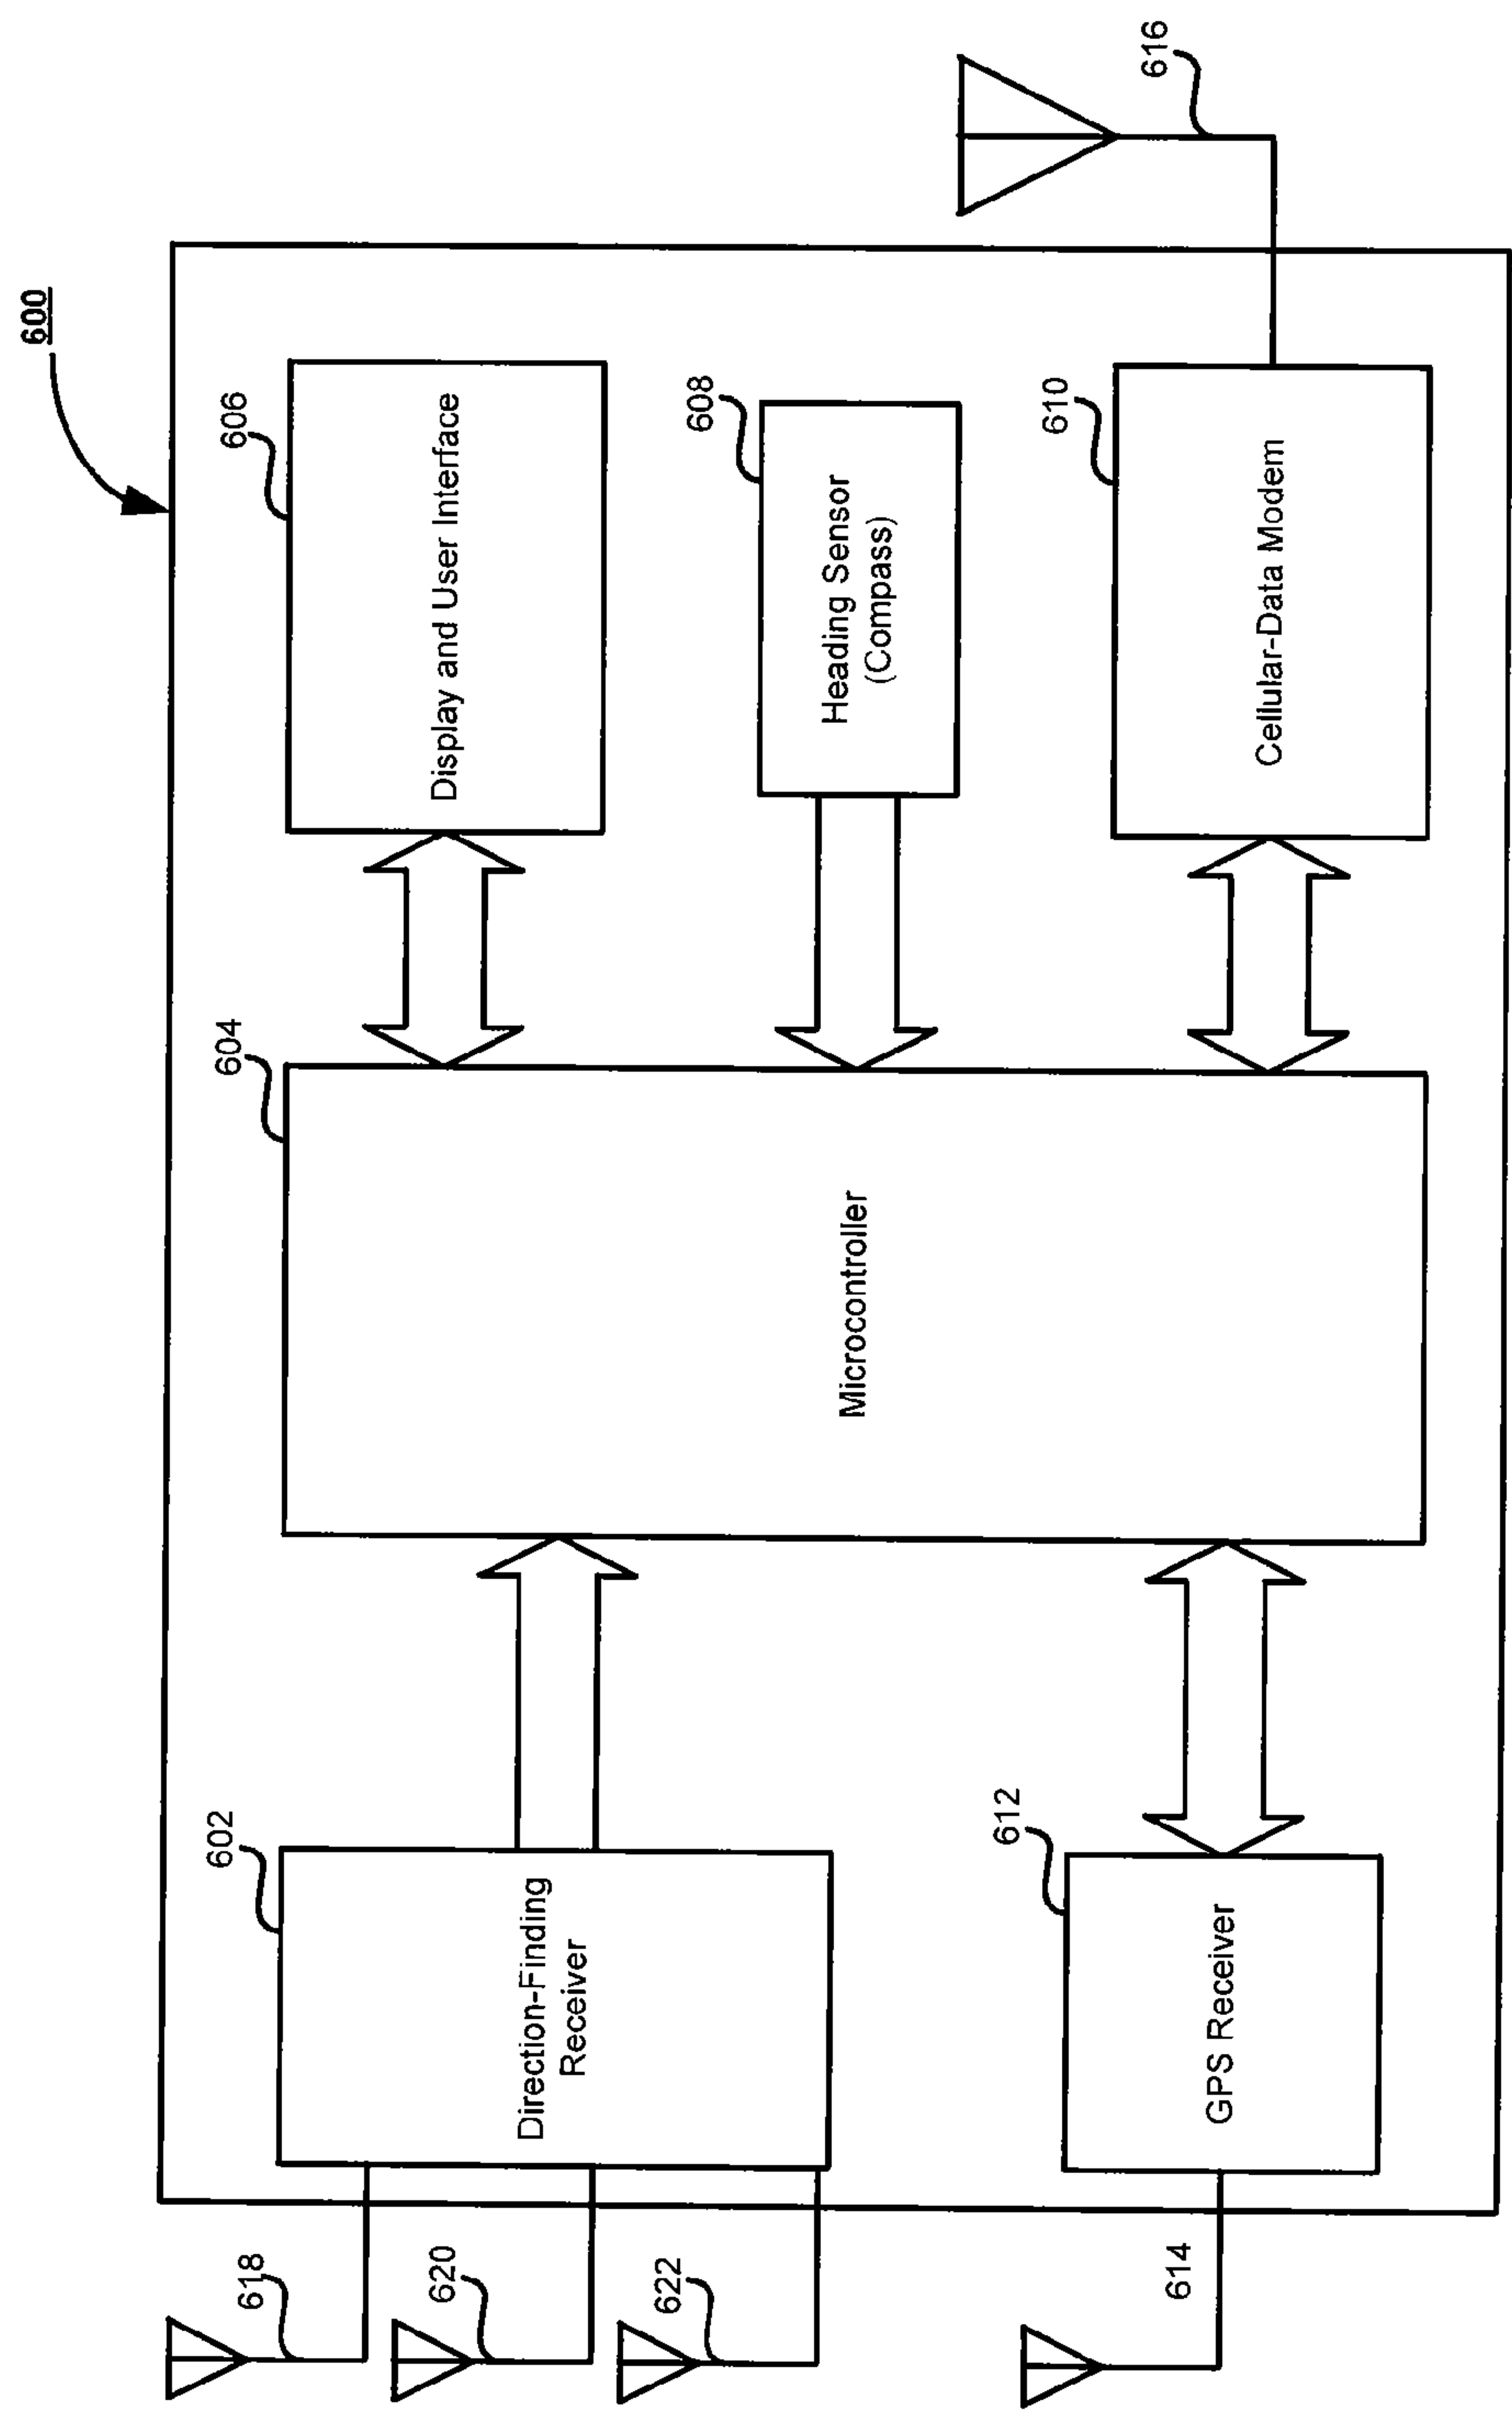 600
602
Direction-Finding
Receiver
604
Microcontroller
606
Display and User Interface
608
Heading Sensor
(Compass)
610
Cellular-Data Modem
612
GPS Receiver
618
620
622
614
616